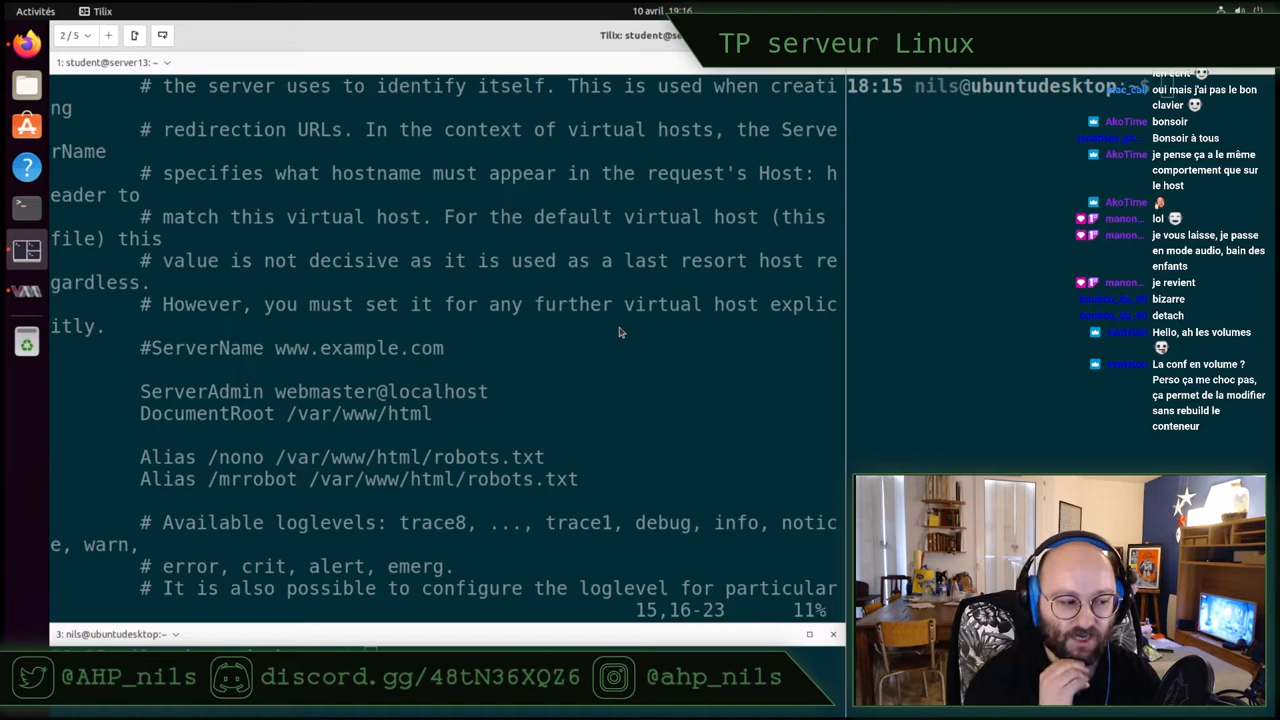 Activités
Tilix
10 avril 19:16
2/5
Tilix: student@se
TP serveur Linux
1: student@server13: ~
# the server uses to identify itself. This is used when creati
ng
# redirection URLs. In the context of virtual hosts, the Serve
rName
# specifies what hostname must appear in the request's Host: h
eader to
# match this virtual host. For the default virtual host (this
file) this
# value is not decisive as it is used as a last resort host re
gardless.
# However, you must set it for any further virtual host explic
itly.
#ServerName www.example.com
ServerAdmin webmaster@localhost
DocumentRoot /var/www/html
Alias /nono /var/www/html/robots.txt
Alias /mrrobot /var/www/html/robots.txt
# Available loglevels: trace8, ..., trace1, debug, info, notic
e, warn,
# error, crit, alert, emerg.
# It is also possible to configure the loglevel for particular
15,16-23 11%
18:15 nils@ubuntudesktop:~$
oui mais j'ai pas le bon
clavier
AkoTime bonsoir
Bonsoir à tous
AkoTime je pense ça a le même
comportement que sur
le host
AkoTime
manon... lol
manon... je vous laisse, je passe
en mode audio, bain des
enfants
manon... je reviens
bizarre
detach
Hello, ah les volumes
La conf en volume ?
Perso ça me choc pas,
ça permet de la modifier
sans rebuild le
conteneur
3: nils@ubuntudesktop:~
@AHP_nils
discord.gg/48tN36XQZ6
@ahp_nils